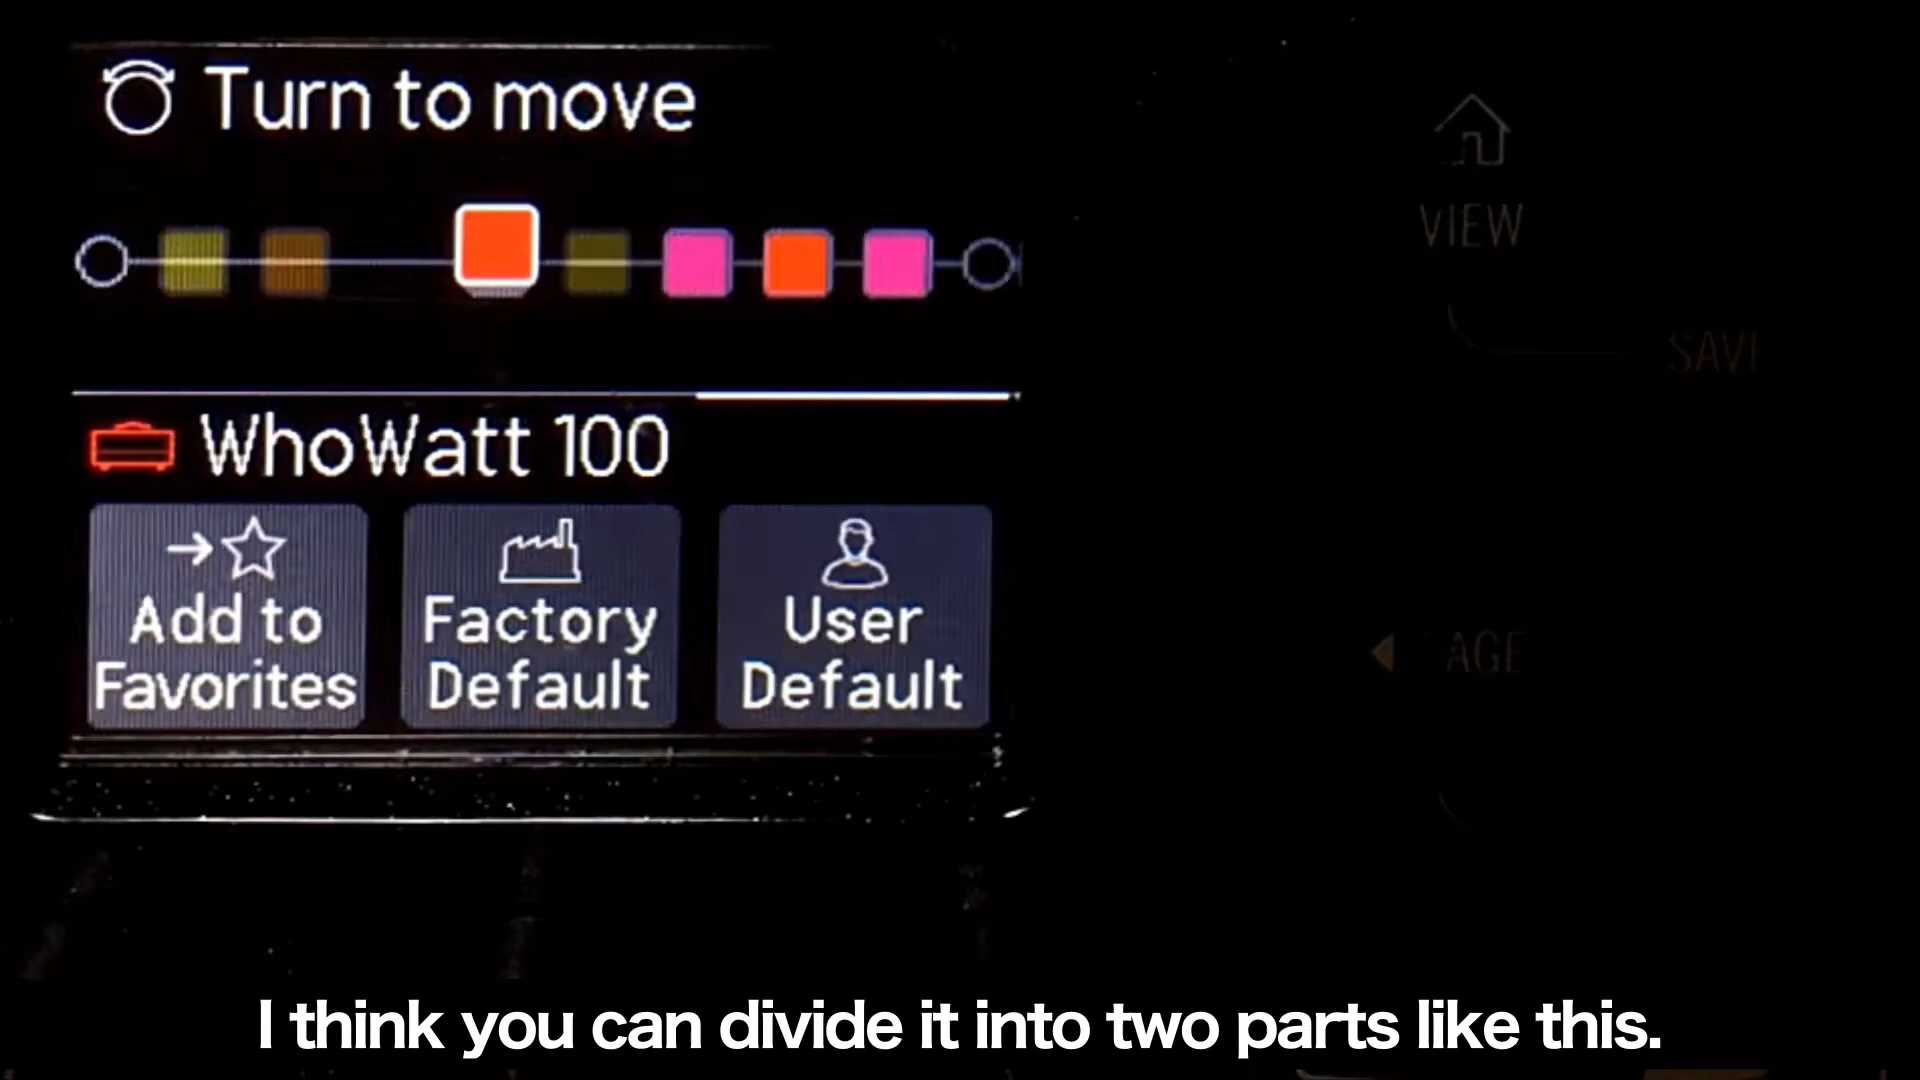 Turn to move
WhoWatt 100
Add to
Favorites
Factory
Default
User
Default
VIEW
I think you can divide it into two parts like this.